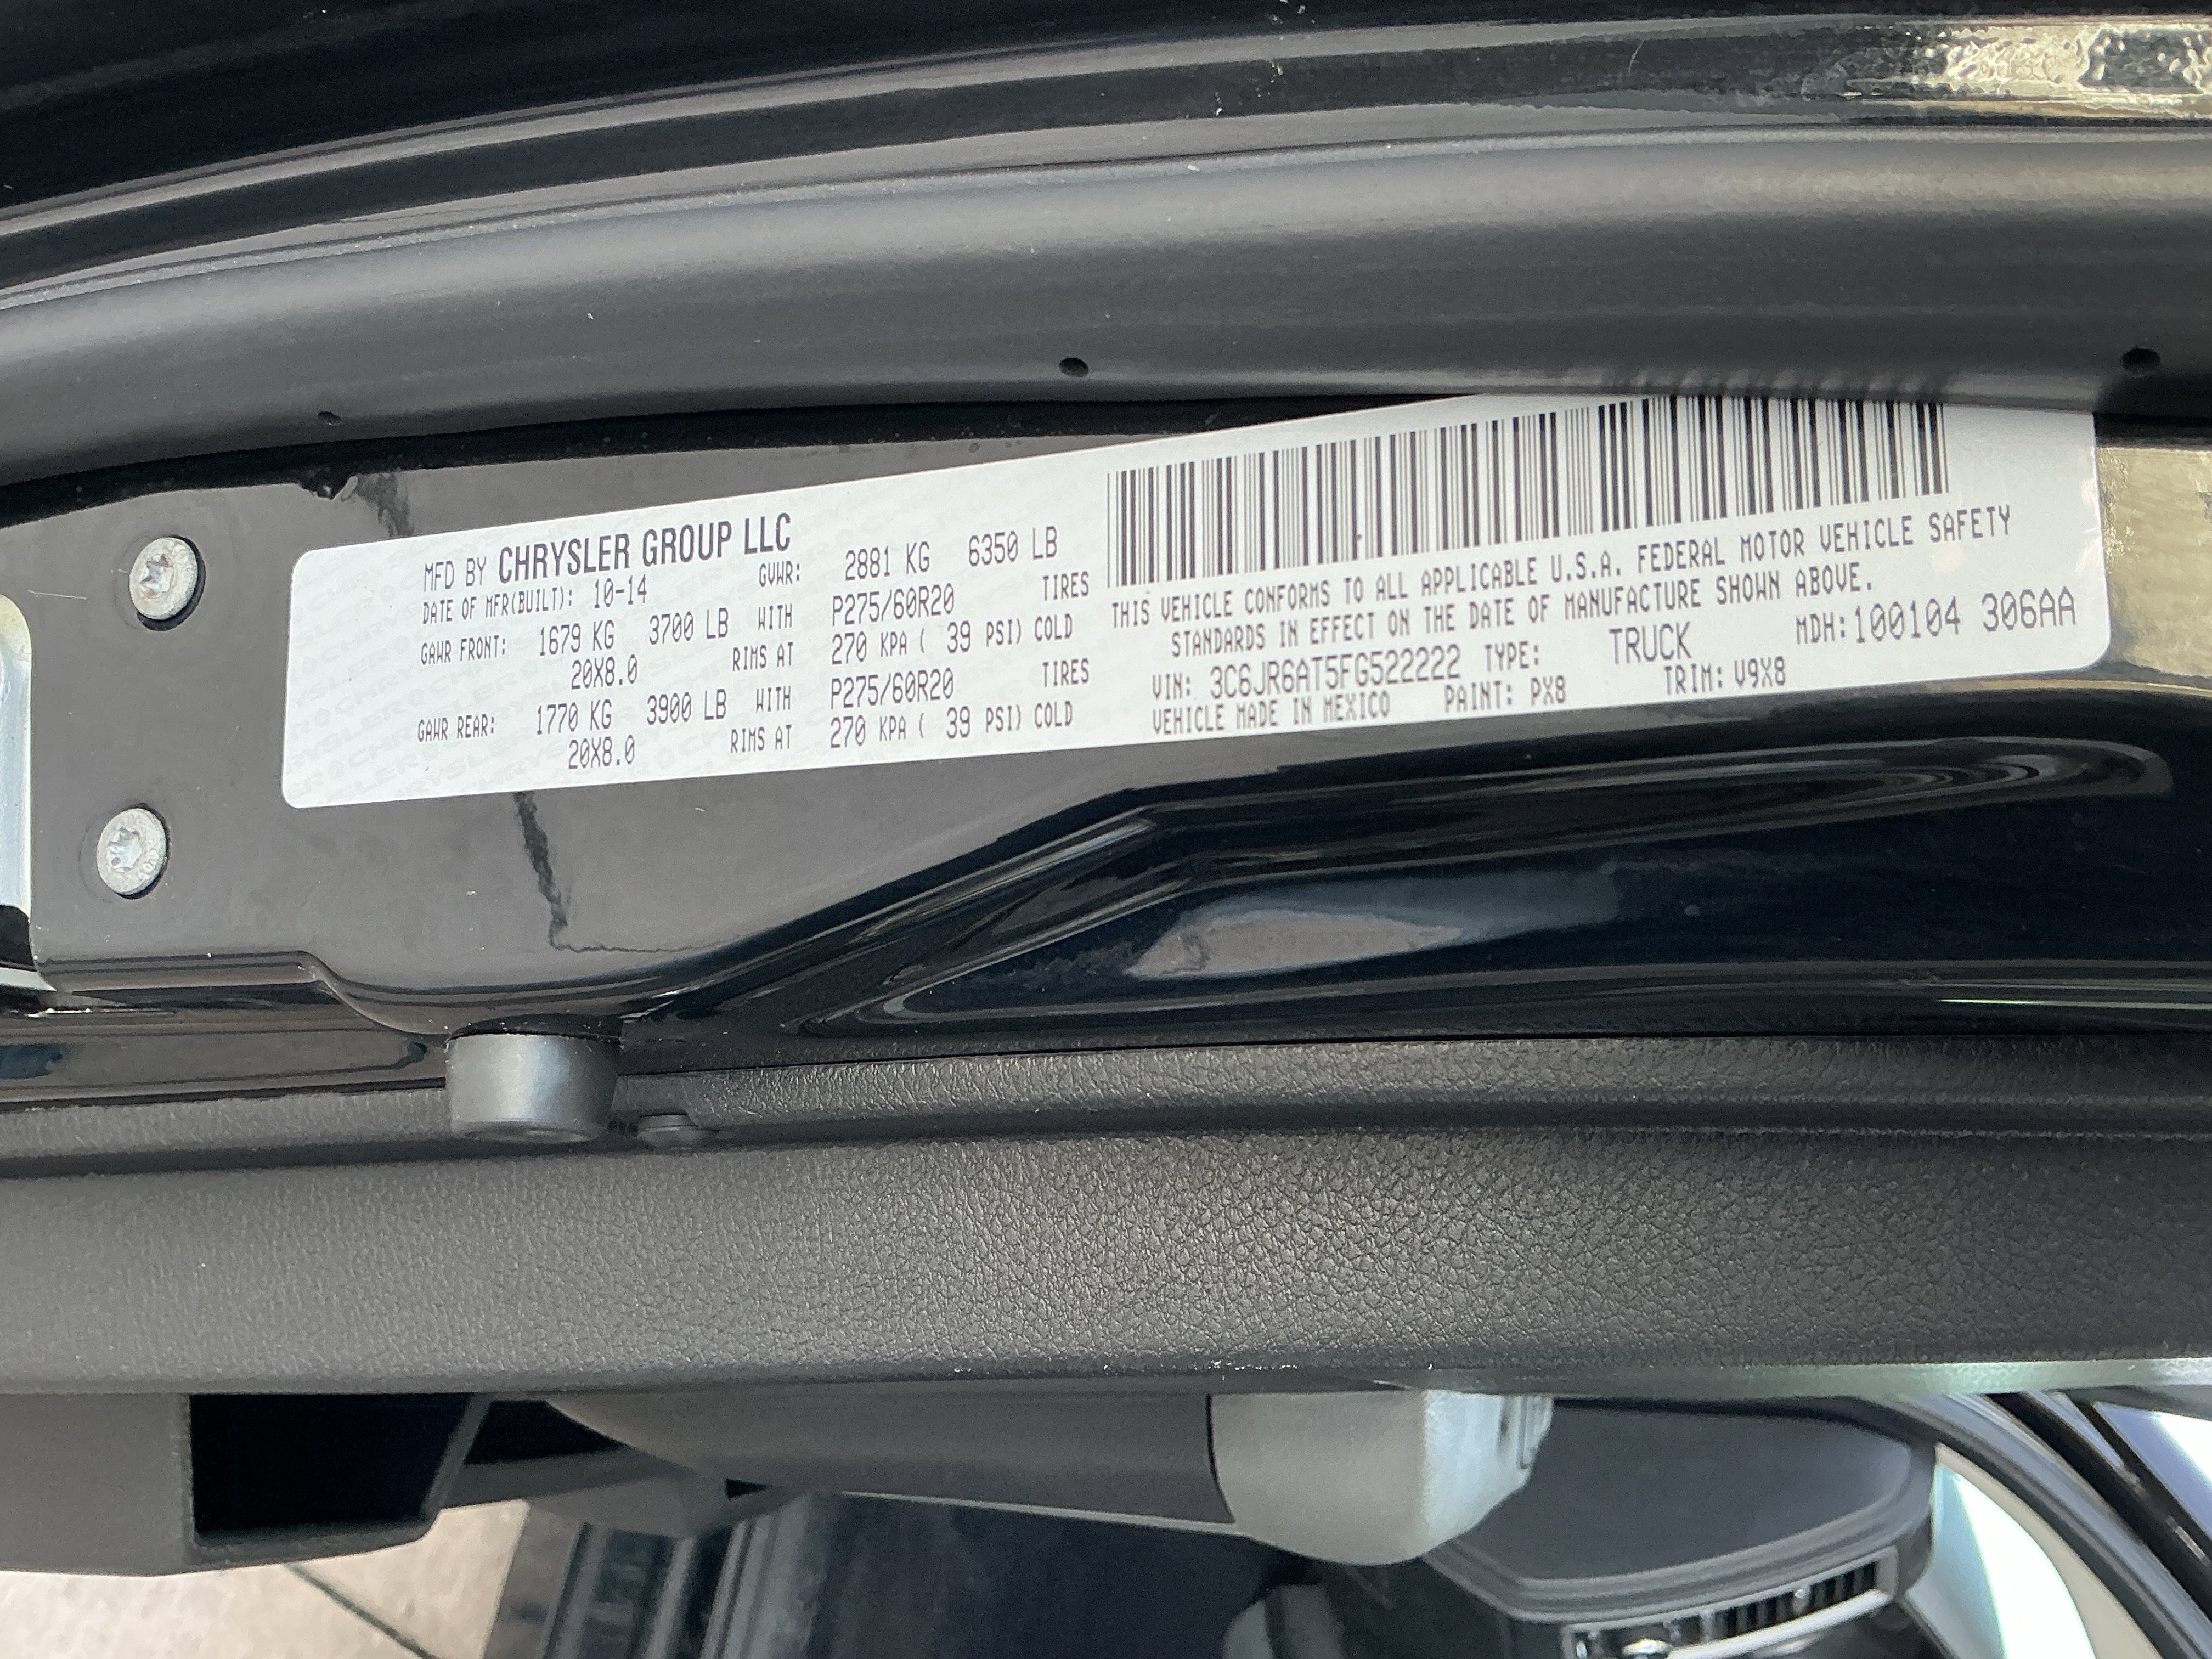 MFD BY CHRYSLER GROUP LLC
DATE OF MFR(BUILT): 10-14 GVWR: 2881 KG 6350 LB
GAWR FRONT: 1679 KG 3700 LB WITH P275/60R20 TIRES
20X8.0 RIMS AT 270 KPA ( 39 PSI) COLD
GAWR REAR: 1770 KG 3900 LB WITH P275/60R20 TIRES
20X8.0 RIMS AT 270 KPA ( 39 PSI) COLD
THIS VEHICLE CONFORMS TO ALL APPLICABLE U.S.A. FEDERAL MOTOR VEHICLE SAFETY
STANDARDS IN EFFECT ON THE DATE OF MANUFACTURE SHOWN ABOVE.
VIN: 3C6JR6AT5FG522222 TYPE: TRUCK MDH:100104 306AA
VEHICLE MADE IN MEXICO PAINT: PX8 TRIM: V9X8